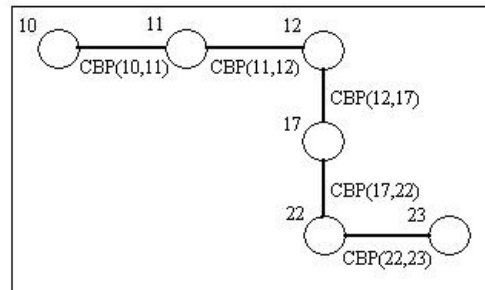 10 11 12
CBP(10,11) CBP(11,12)
CBP(12,17)
17
CBP(17,22)
22 23
CBP(22,23)